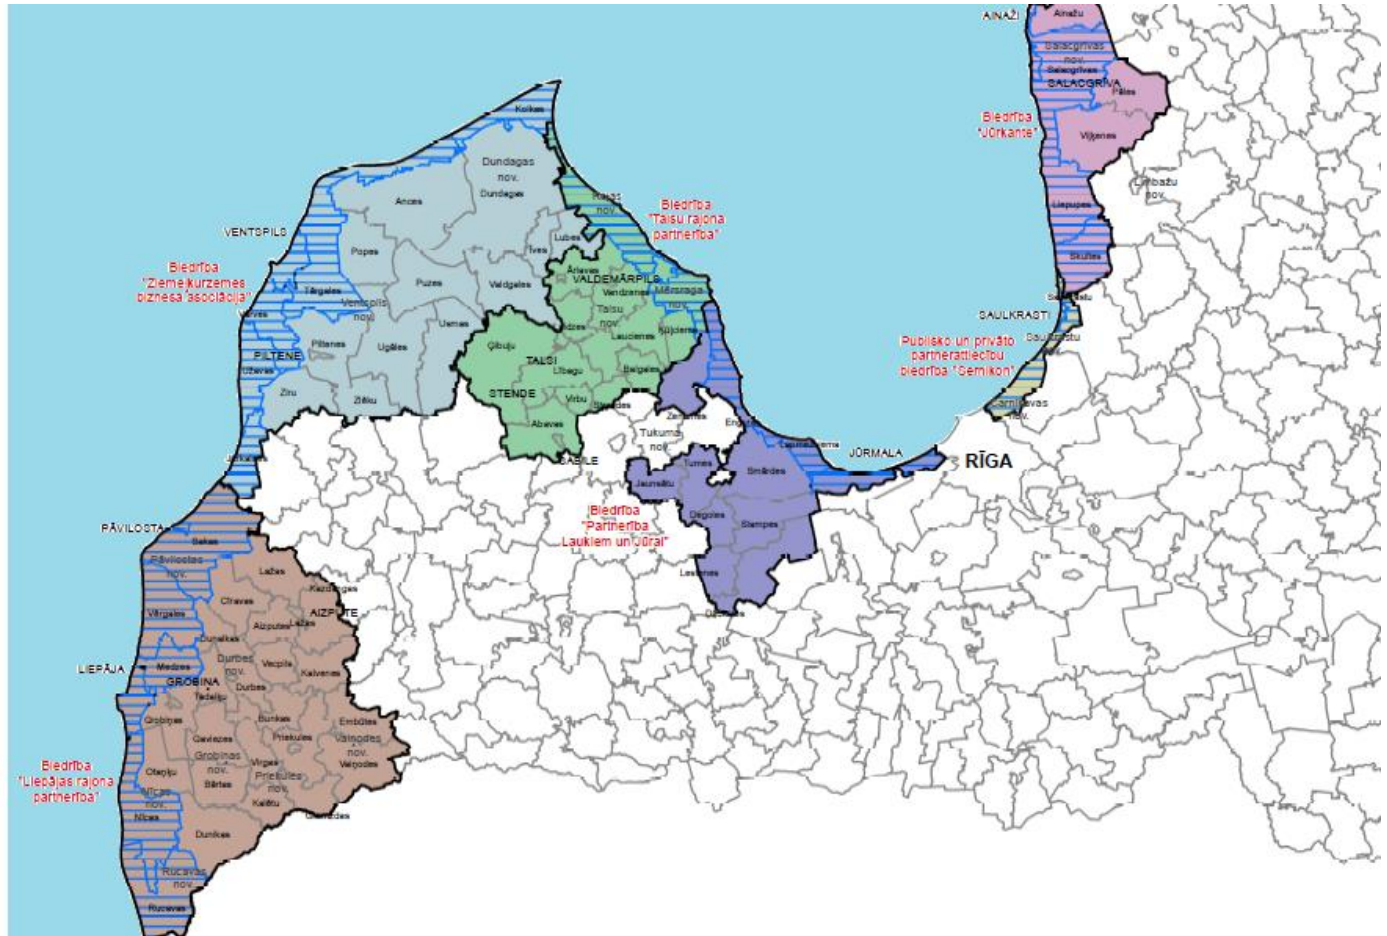 AINAŽI
Ainažu
Salacgrīvas
nov.
Salacgrīvas
SALACGRĪVA
Pāles
Biedrība
"Jūrkante"
Viļķenes
Limbažu
nov.
Liepupes
Skultes
SAULKRASTI
Publisko un privāto
partnerattiecību
biedrība "Sernikon"
Carnikavas
nov.
Kolkas
Dundagas
nov.
Dundagas
Ances
Rojas
nov.
Biedrība
"Talsu rajona
partnerība"
VENTSPILS
Popes
Īves
Lubes
Biedrība
"Ziemeļkurzemes
biznesa asociācija"
Tārgales
Puzes
Valdgales
Ārlavas
VALDEMĀRPILS
Vandzenes
Mērsraga
nov.
Ventspils
nov.
Usmas
Talsu
nov.
Laucienes
Ķūļciema
Vārves
PILTENE
Piltenes
Ugāles
Ģibuļu
TALSI
Lībagu
Balgales
Užavas
Ziru
Zlēku
STENDE
Virbu
Abavas
Zentenes
Tukuma
nov.
SABILE
JŪRMALA
RĪGA
Tumes
Smārdes
Jaunsātu
Biedrība
"Partnerība
Laukiem un Jūrai"
Degoles
Slampes
Lestenes
PĀVILOSTA
Sakas
Pāvilostas
nov.
Lažas
Kazdangas
Cīravas
AIZPUTE
Vērgales
Aizputes
Lažas
Dunalkas
Durbes
nov.
Vecpils
Kalvenes
LIEPĀJA
Medzes
GROBIŅA
Tadaiķu
Durbes
Grobiņas
Bunkas
Embūtes
Gaviezes
Priekules
Vaiņodes
nov.
Grobiņas
nov.
Virgas
Vaiņodes
Biedrība
"Liepājas rajona
partnerība"
Otaņķu
Bārtas
Priekules
nov.
Nīcas
nov.
Kalētu
Gramzdas
Nīcas
Dunikas
Rucavas
nov.
Rucavas